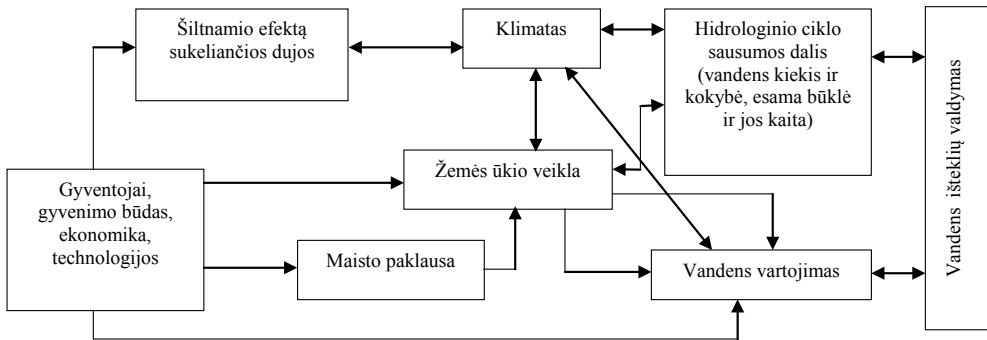 Šiltnamio efektą
sukeliančios dujos
Klimatas
Hidrologinio ciklo
sausumos dalis
(vandens kiekis ir
kokybė, esama būklė
ir jos kaita)
Vandens išteklių valdymas
Žemės ūkio veikla
Gyventojai,
gyvenimo būdas,
ekonomika,
technologijos
Maisto paklausa
Vandens vartojimas